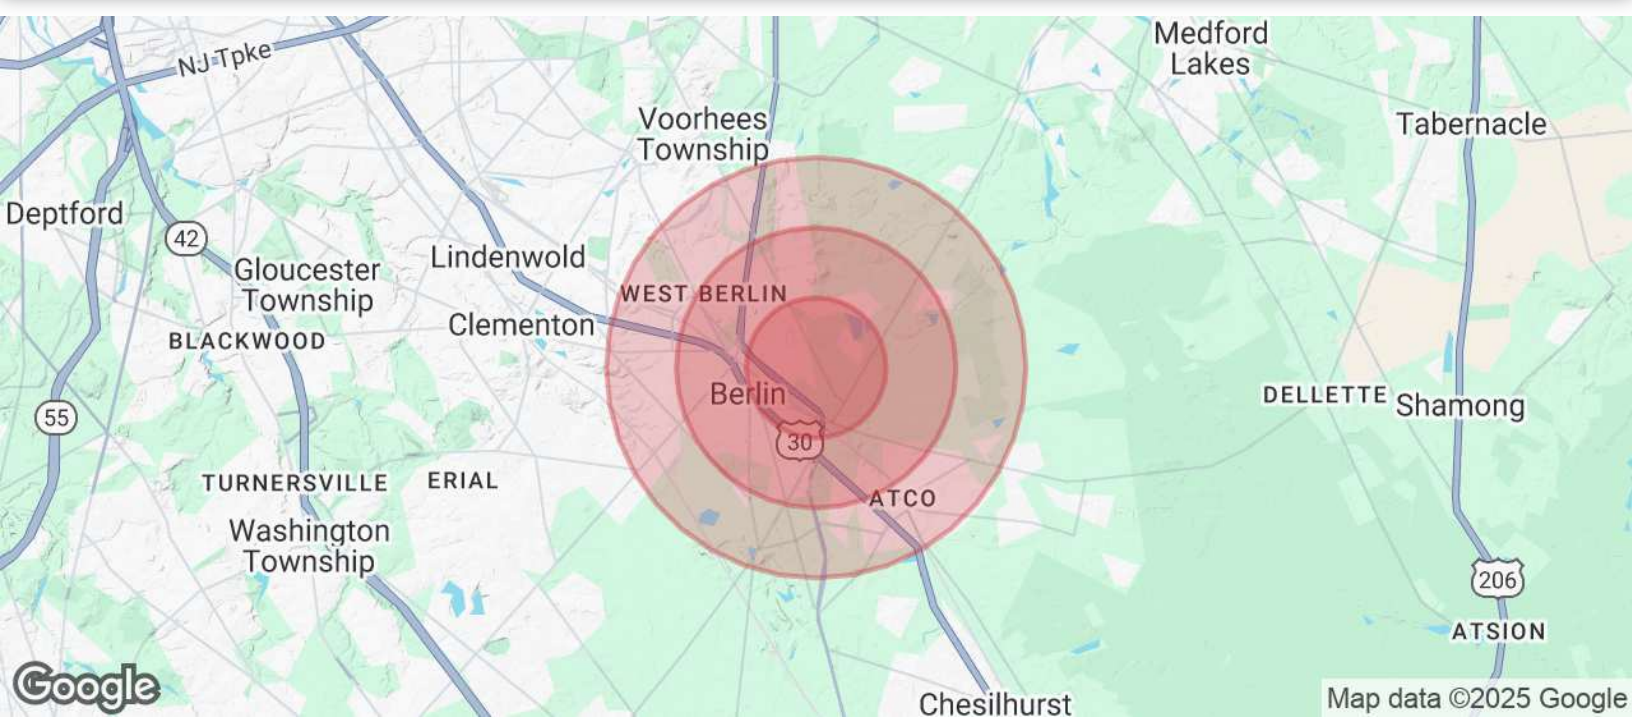 Medford
Lakes
NJ Tpke
Voorhees
Township
Tabernacle
Deptford
42
Lindenwold
Gloucester
Township
WEST BERLIN
Clementon
BLACKWOOD
Berlin
DELLETTE
Shamong
55
30
TURNERSVILLE
ERIAL
ATCO
Washington
Township
206
ATSION
Google
Chesilhurst
Map data ©2025 Google